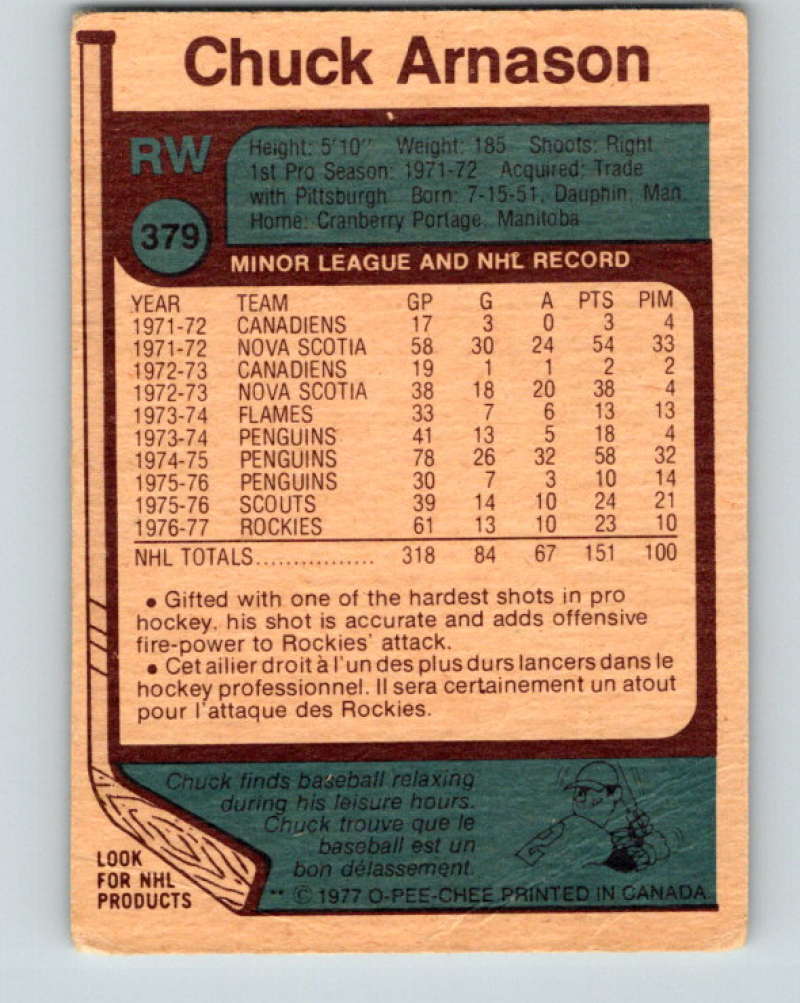 Chuck Arnason
RW
Height: 5'10" Weight: 185 Shoots: Right
1st Pro Season: 1971-72 Acquired: Trade
with Pittsburgh Born: 7-15-51, Dauphin, Man.
Home: Cranberry Portage, Manitoba
379
MINOR LEAGUE AND NHL RECORD
YEAR TEAM GP G A PTS PIM
1971-72 CANADIENS 17 3 0 3 4
1971-72 NOVA SCOTIA 58 30 24 54 33
1972-73 CANADIENS 19 1 1 2 2
1972-73 NOVA SCOTIA 38 18 20 38 4
1973-74 FLAMES 33 7 6 13 13
1973-74 PENGUINS 41 13 5 18 4
1974-75 PENGUINS 78 26 32 58 32
1975-76 PENGUINS 30 7 3 10 14
1975-76 SCOUTS 39 14 10 24 21
1976-77 ROCKIES 61 13 10 23 10
NHL TOTALS................ 318 84 67 151 100
• Gifted with one of the hardest shots in pro
hockey, his shot is accurate and adds offensive
fire-power to Rockies' attack.
• Cet ailier droit à l'un des plus durs lancers dans le
hockey professionnel. Il sera certainement un atout
pour l'attaque des Rockies.
Chuck finds baseball relaxing
during his leisure hours.
Chuck trouve que le
baseball est un
bon délassement.
LOOK
FOR NHL
PRODUCTS
** © 1977 O-PEE-CHEE PRINTED IN CANADA